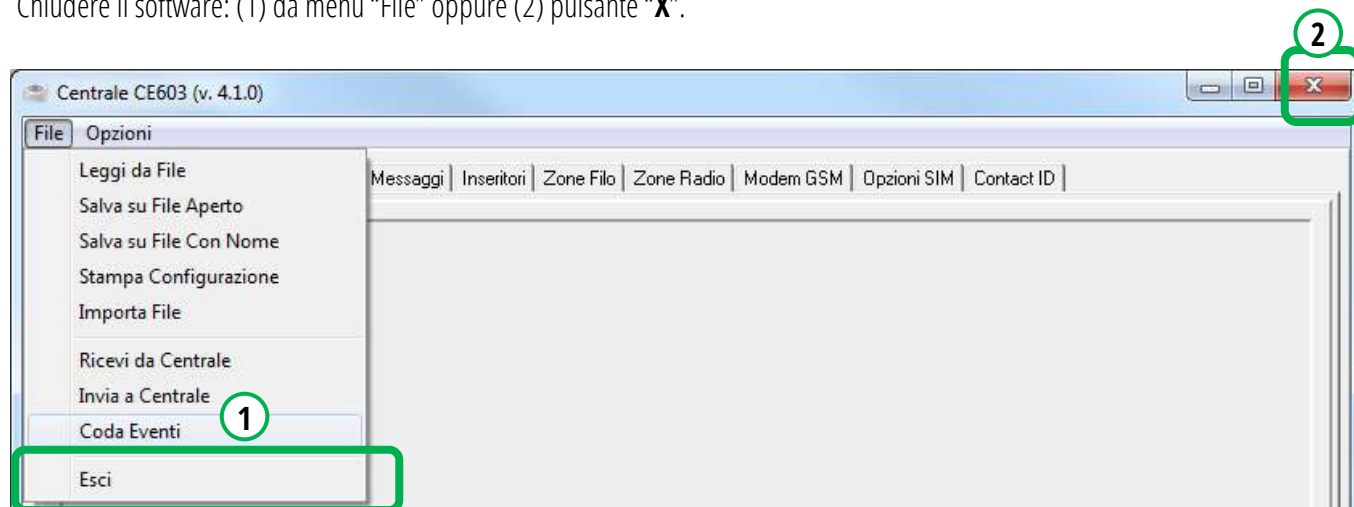 Chiudere il software: (1) da menu “File” oppure (2) pulsante “X”.
2
Centrale CE603 (v. 4.1.0)
File Opzioni
Messaggi Inseritori Zone Filo Zone Radio Modem GSM Opzioni SIM Contact ID
Leggi da File
Salva su File Aperto
Salva su File Con Nome
Stampa Configurazione
Importa File
Ricevi da Centrale
Invia a Centrale
1
Coda Eventi
Esci